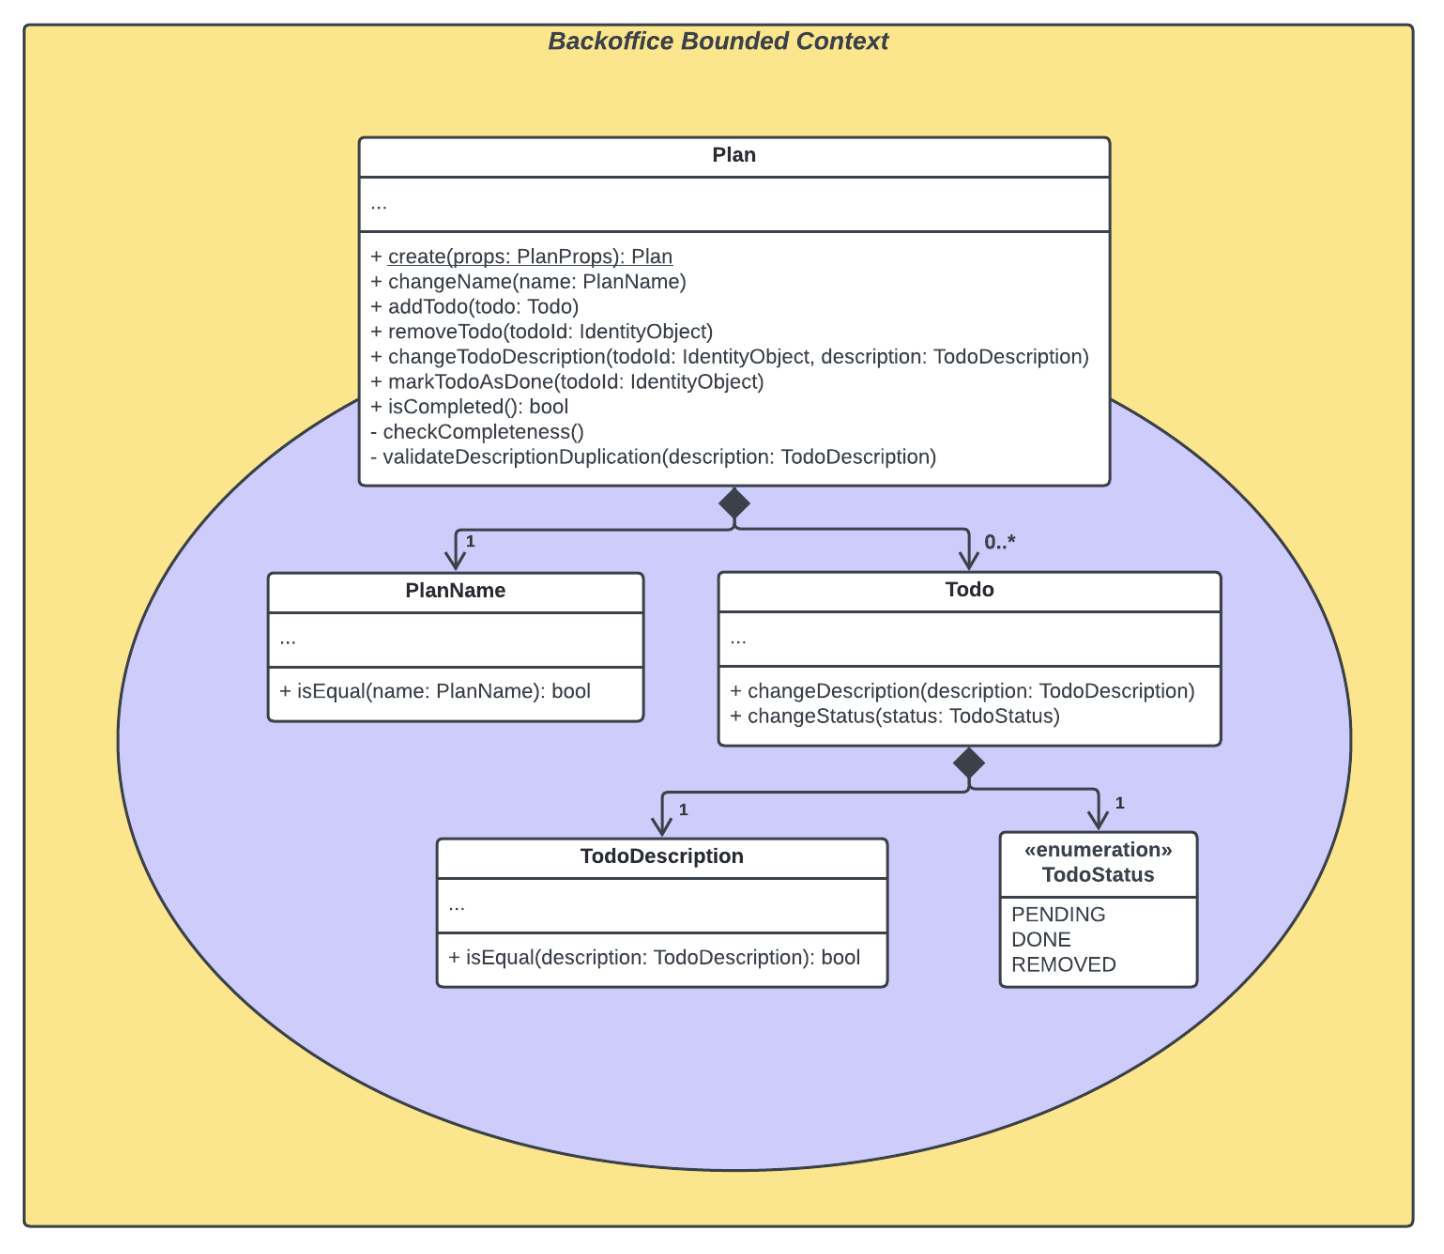 Backoffice Bounded Context
Plan
...
+ create(props: PlanProps): Plan
+ changeName(name: PlanName)
+ addTodo(todo: Todo)
+ removeTodo(todoId: IdentityObject)
+ changeTodoDescription(todoId: IdentityObject, description: TodoDescription)
+ markTodoAsDone(todoId: IdentityObject)
+ isCompleted(): bool
- checkCompleteness()
- validateDescriptionDuplication(description: TodoDescription)
1
0..*
PlanName
...
+ isEqual(name: PlanName): bool
Todo
...
+ changeDescription(description: TodoDescription)
+ changeStatus(status: TodoStatus)
1
1
TodoDescription
...
+ isEqual(description: TodoDescription): bool
«enumeration»
TodoStatus
PENDING
DONE
REMOVED